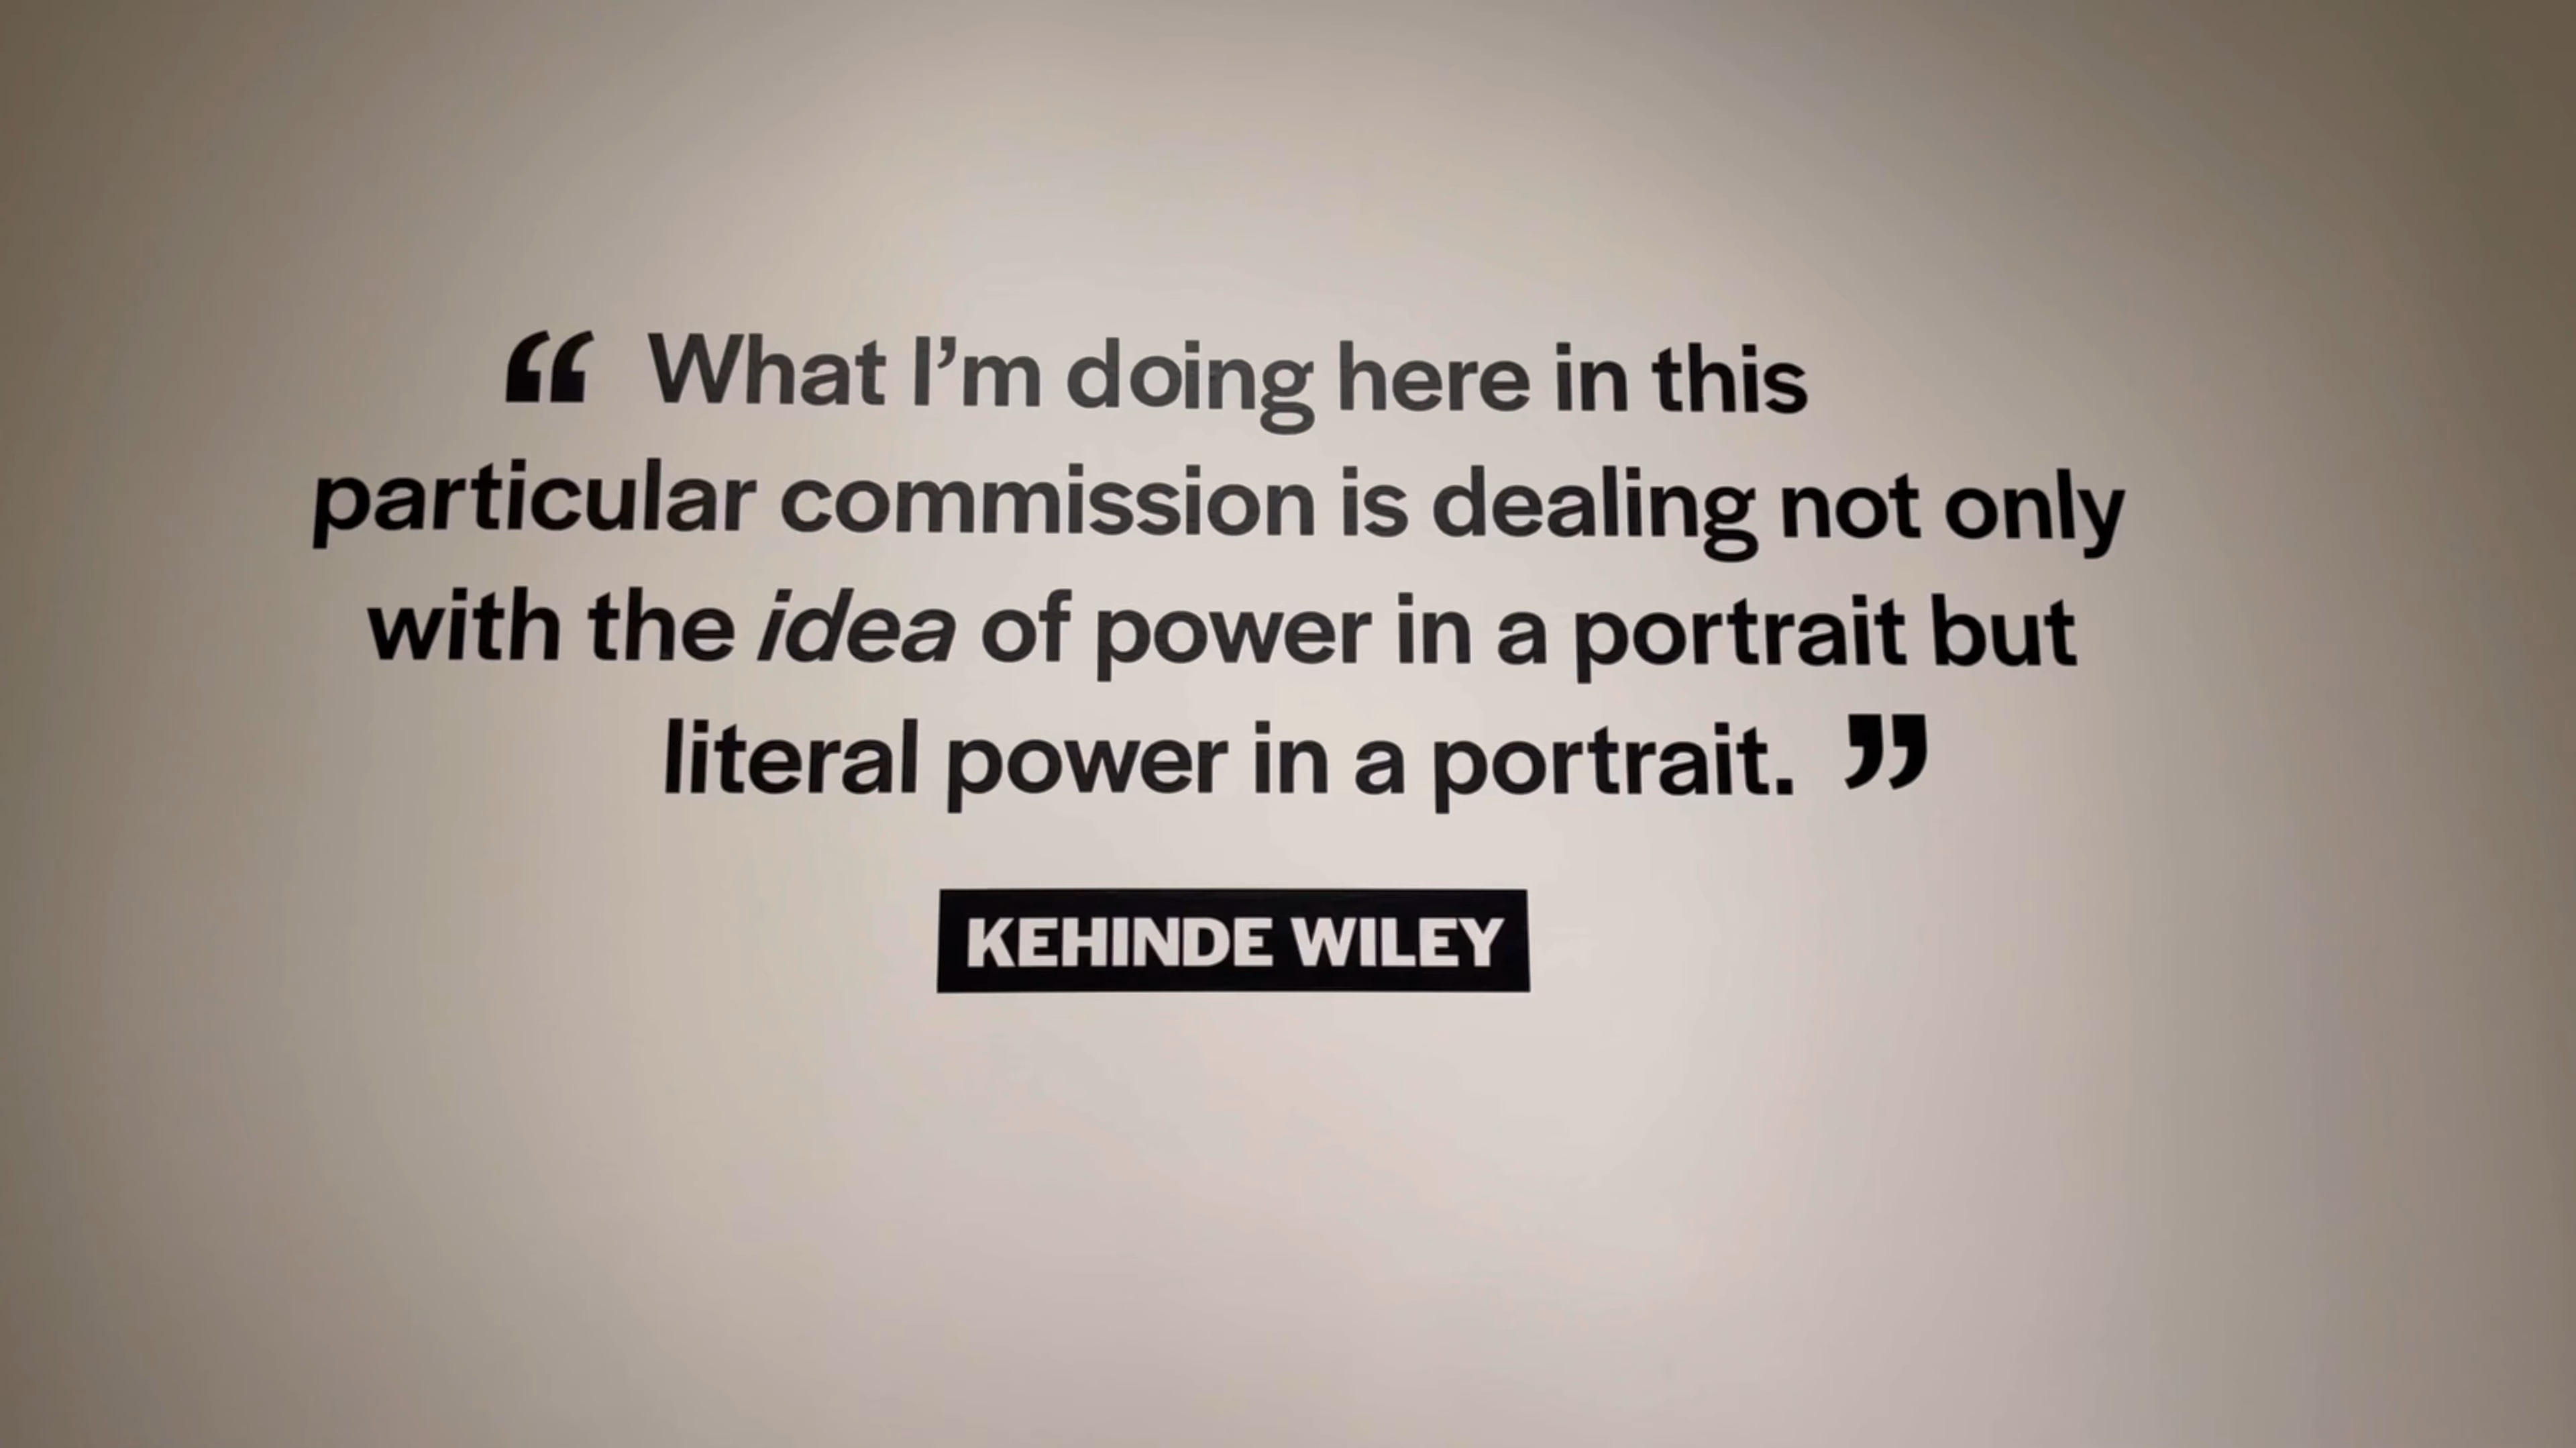 “ What I’m doing here in this
particular commission is dealing not only
with the idea of power in a portrait but
literal power in a portrait. ”
KEHINDE WILEY